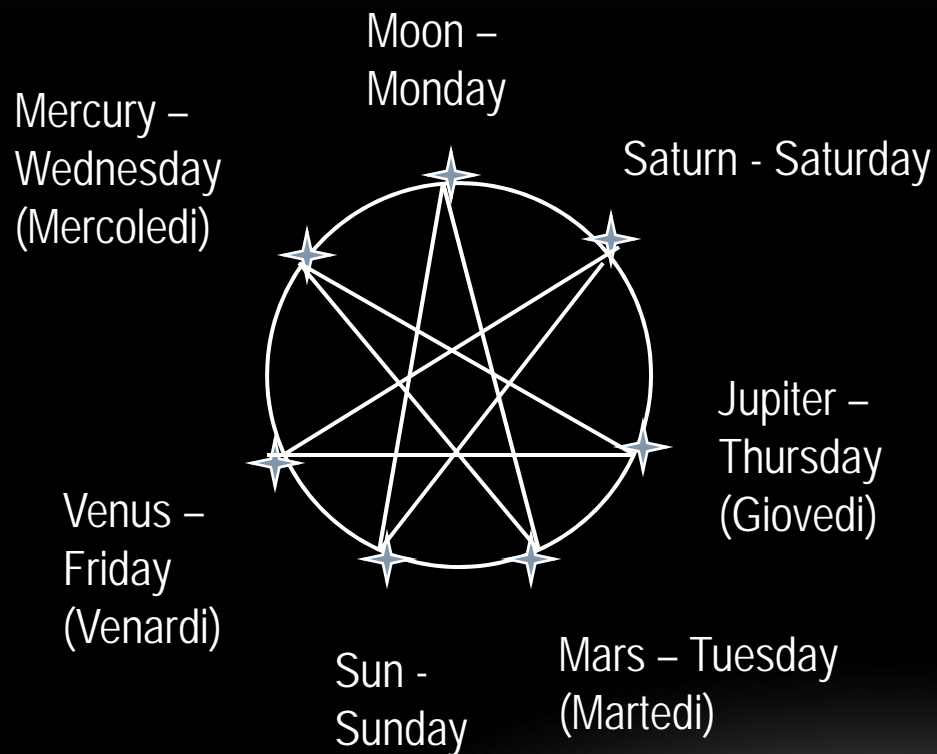 Moon –
Monday
Mercury –
Wednesday
(Mercoledi)
Saturn - Saturday
Jupiter –
Thursday
(Giovedi)
Venus –
Friday
(Venardi)
Sun -
Sunday
Mars – Tuesday
(Martedi)